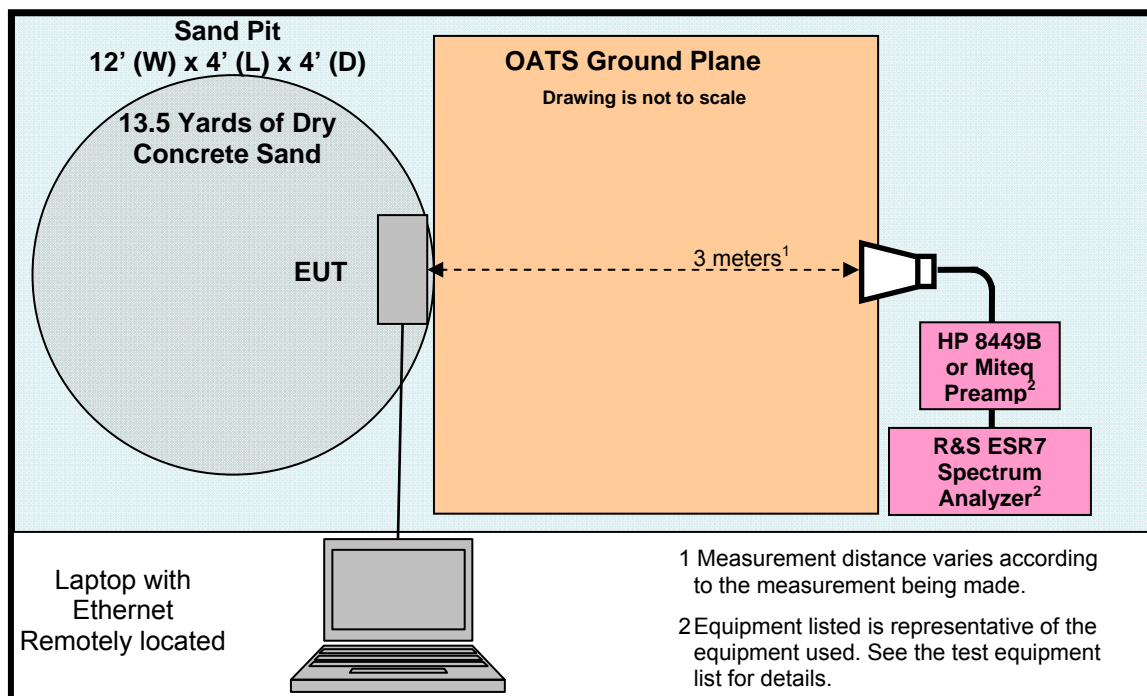 Sand Pit
12’ (W) x 4’ (L) x 4’ (D)
13.5 Yards of Dry
Concrete Sand
EUT
OATS Ground Plane
Drawing is not to scale
3 meters¹
HP 8449B
or Miteq
Preamp²
R&S ESR7
Spectrum
Analyzer²
Laptop with
Ethernet
Remotely located
1 Measurement distance varies according
to the measurement being made.
2 Equipment listed is representative of the
equipment used. See the test equipment
list for details.